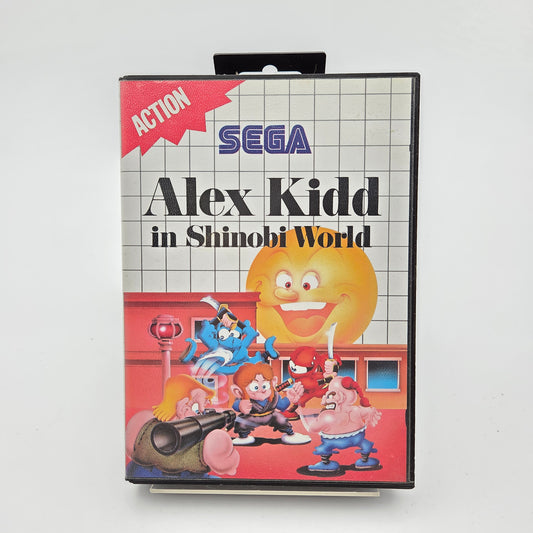 ACTION
SEGA
Alex Kidd
in Shinobi World